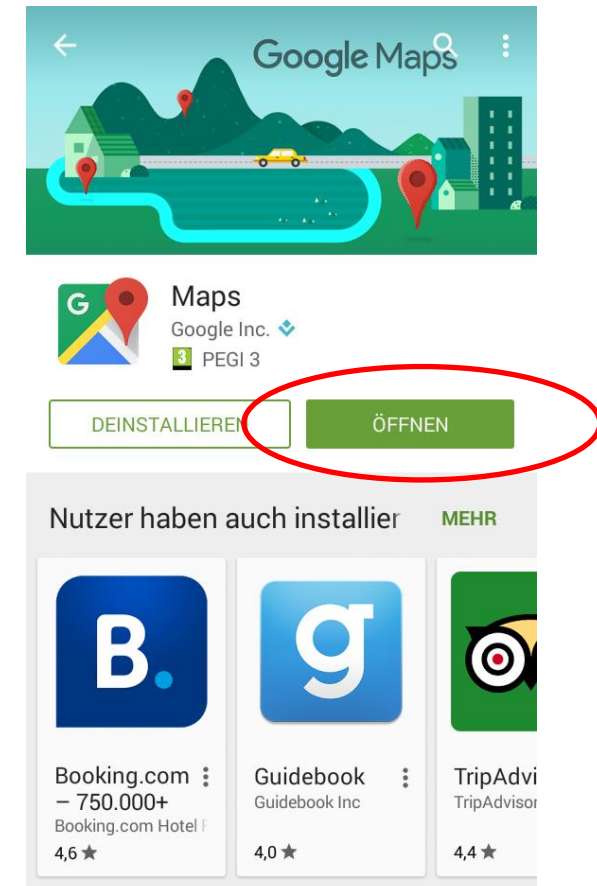 Google Maps
G
Maps
Google Inc.
3 PEGI 3
DEINSTALLIEREN
ÖFFNEN
Nutzer haben auch installier
MEHR
B.
g
Booking.com
– 750.000+
Booking.com Hotel
4,6 ★
Guidebook
Guidebook Inc
4,0 ★
TripAdvi
TripAdvisor
4,4 ★